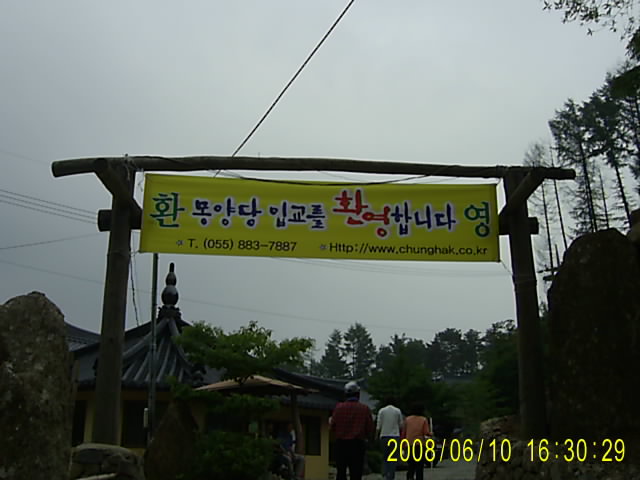 환 몽양당 입교를 환영합니다 영
☆ T. (055) 883-7887 ☆ Http://www.chunghak.co.kr
2008/06/10 16:30:29